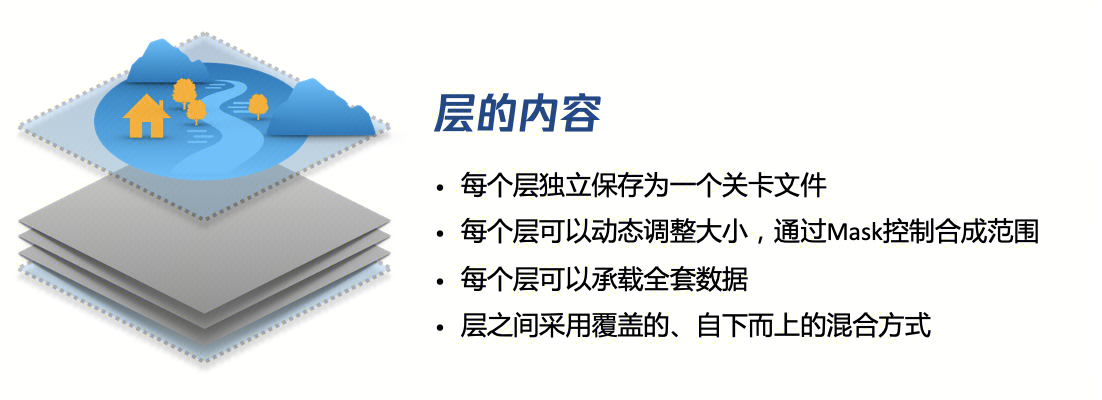 层的内容
• 每个层独立保存为一个关卡文件
• 每个层可以动态调整大小，通过Mask控制合成范围
• 每个层可以承载全套数据
• 层之间采用覆盖的、自下而上的混合方式